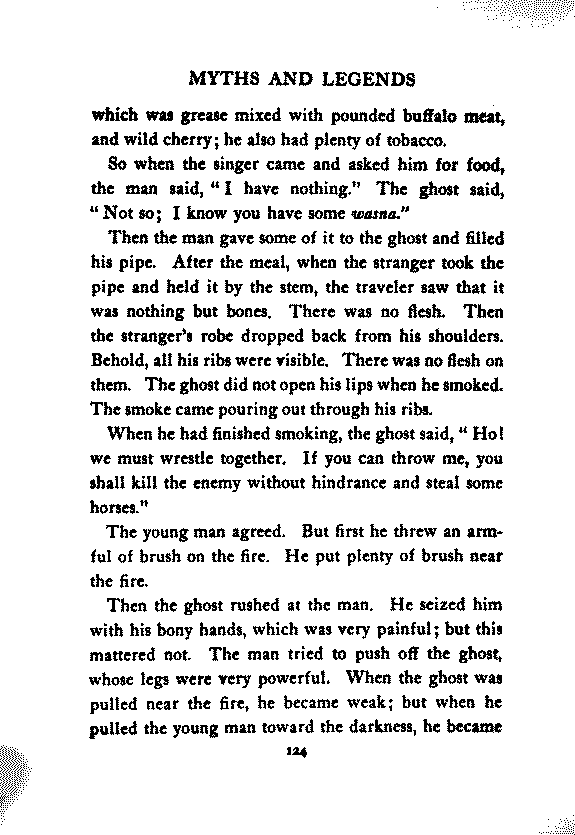 MYTHS AND LEGENDS
which was grease mixed with pounded buffalo meat,
and wild cherry; he also had plenty of tobacco.
So when the singer came and asked him for food,
the man said, “ I have nothing.” The ghost said,
“ Not so; I know you have some wasna.”
Then the man gave some of it to the ghost and filled
his pipe. After the meal, when the stranger took the
pipe and held it by the stem, the traveler saw that it
was nothing but bones. There was no flesh. Then
the stranger’s robe dropped back from his shoulders.
Behold, all his ribs were visible. There was no flesh on
them. The ghost did not open his lips when he smoked.
The smoke came pouring out through his ribs.
When he had finished smoking, the ghost said, “ Ho!
we must wrestle together. If you can throw me, you
shall kill the enemy without hindrance and steal some
horses.”
The young man agreed. But first he threw an arm-
ful of brush on the fire. He put plenty of brush near
the fire.
Then the ghost rushed at the man. He seized him
with his bony hands, which was very painful; but this
mattered not. The man tried to push off the ghost,
whose legs were very powerful. When the ghost was
pulled near the fire, he became weak; but when he
pulled the young man toward the darkness, he became
124